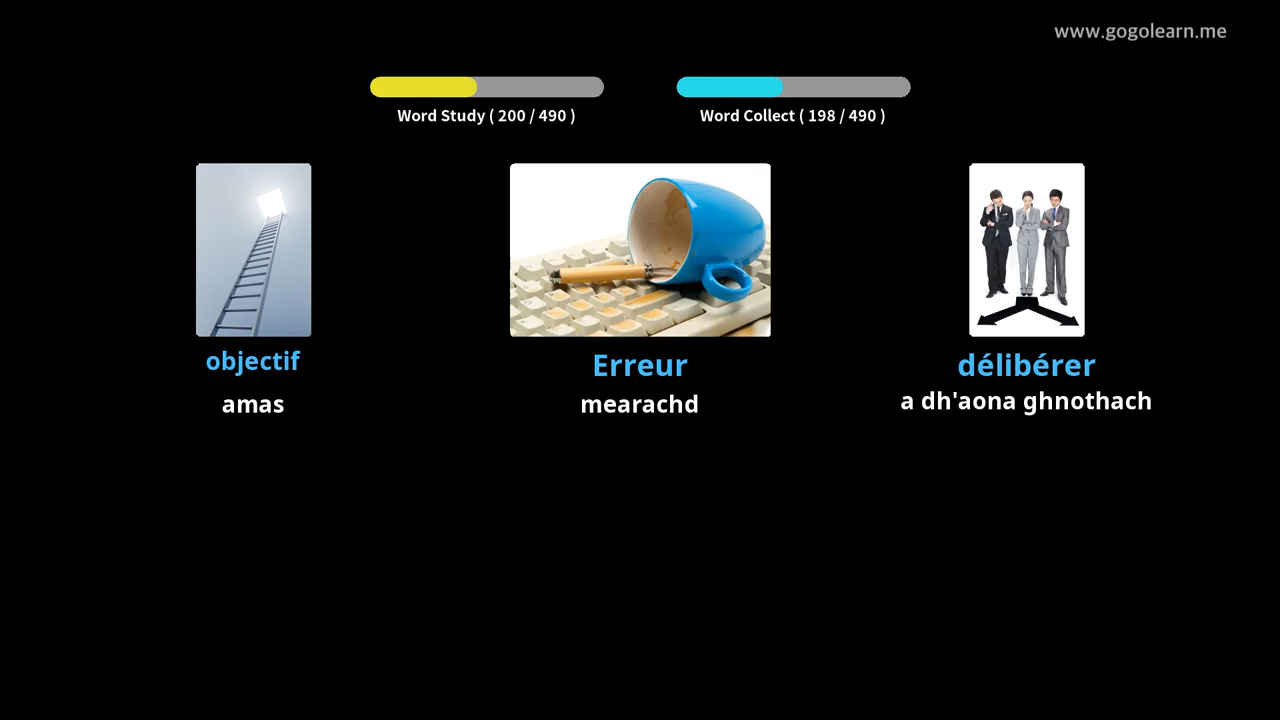 www.gogolearn.me
Word Study ( 200 / 490 )
Word Collect ( 198 / 490 )
objectif
Erreur
délibérer
amas
mearachd
a dh'aona ghnothach